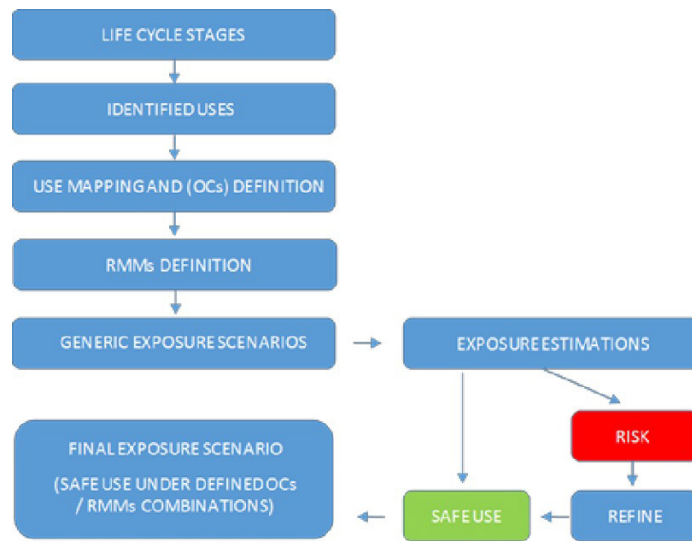 LIFE CYCLE STAGES
IDENTIFIED USES
USE MAPPING AND (OCs) DEFINITION
RMMs DEFINITION
GENERIC EXPOSURE SCENARIOS
EXPOSURE ESTIMATIONS
RISK
REFINE
SAFE USE
FINAL EXPOSURE SCENARIO
(SAFE USE UNDER DEFINED OCs
/ RMMs COMBINATIONS)